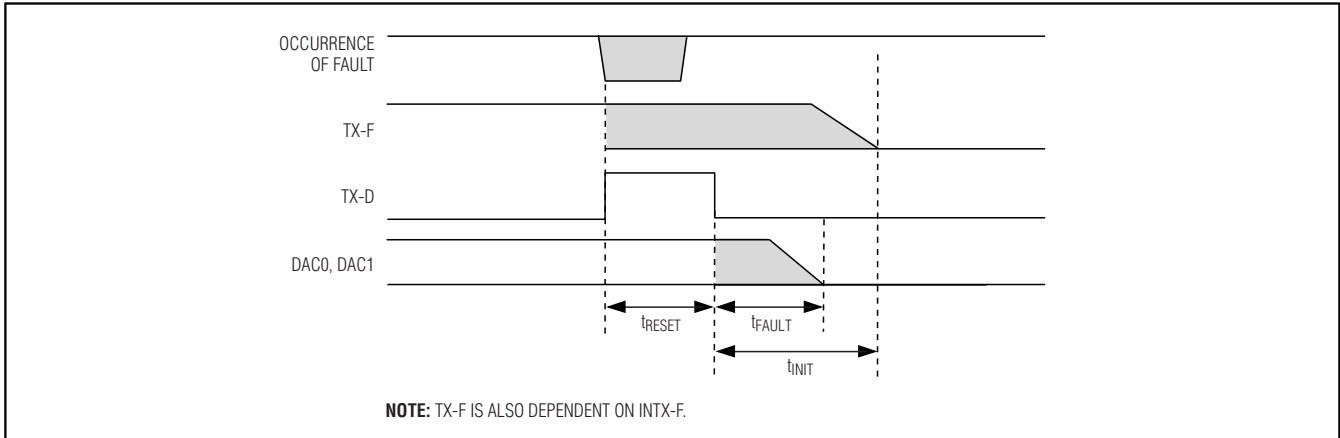 OCCURRENCE
OF FAULT
TX-F
TX-D
DAC0, DAC1
tRESET
tFAULT
tINIT
NOTE: TX-F IS ALSO DEPENDENT ON INTX-F.